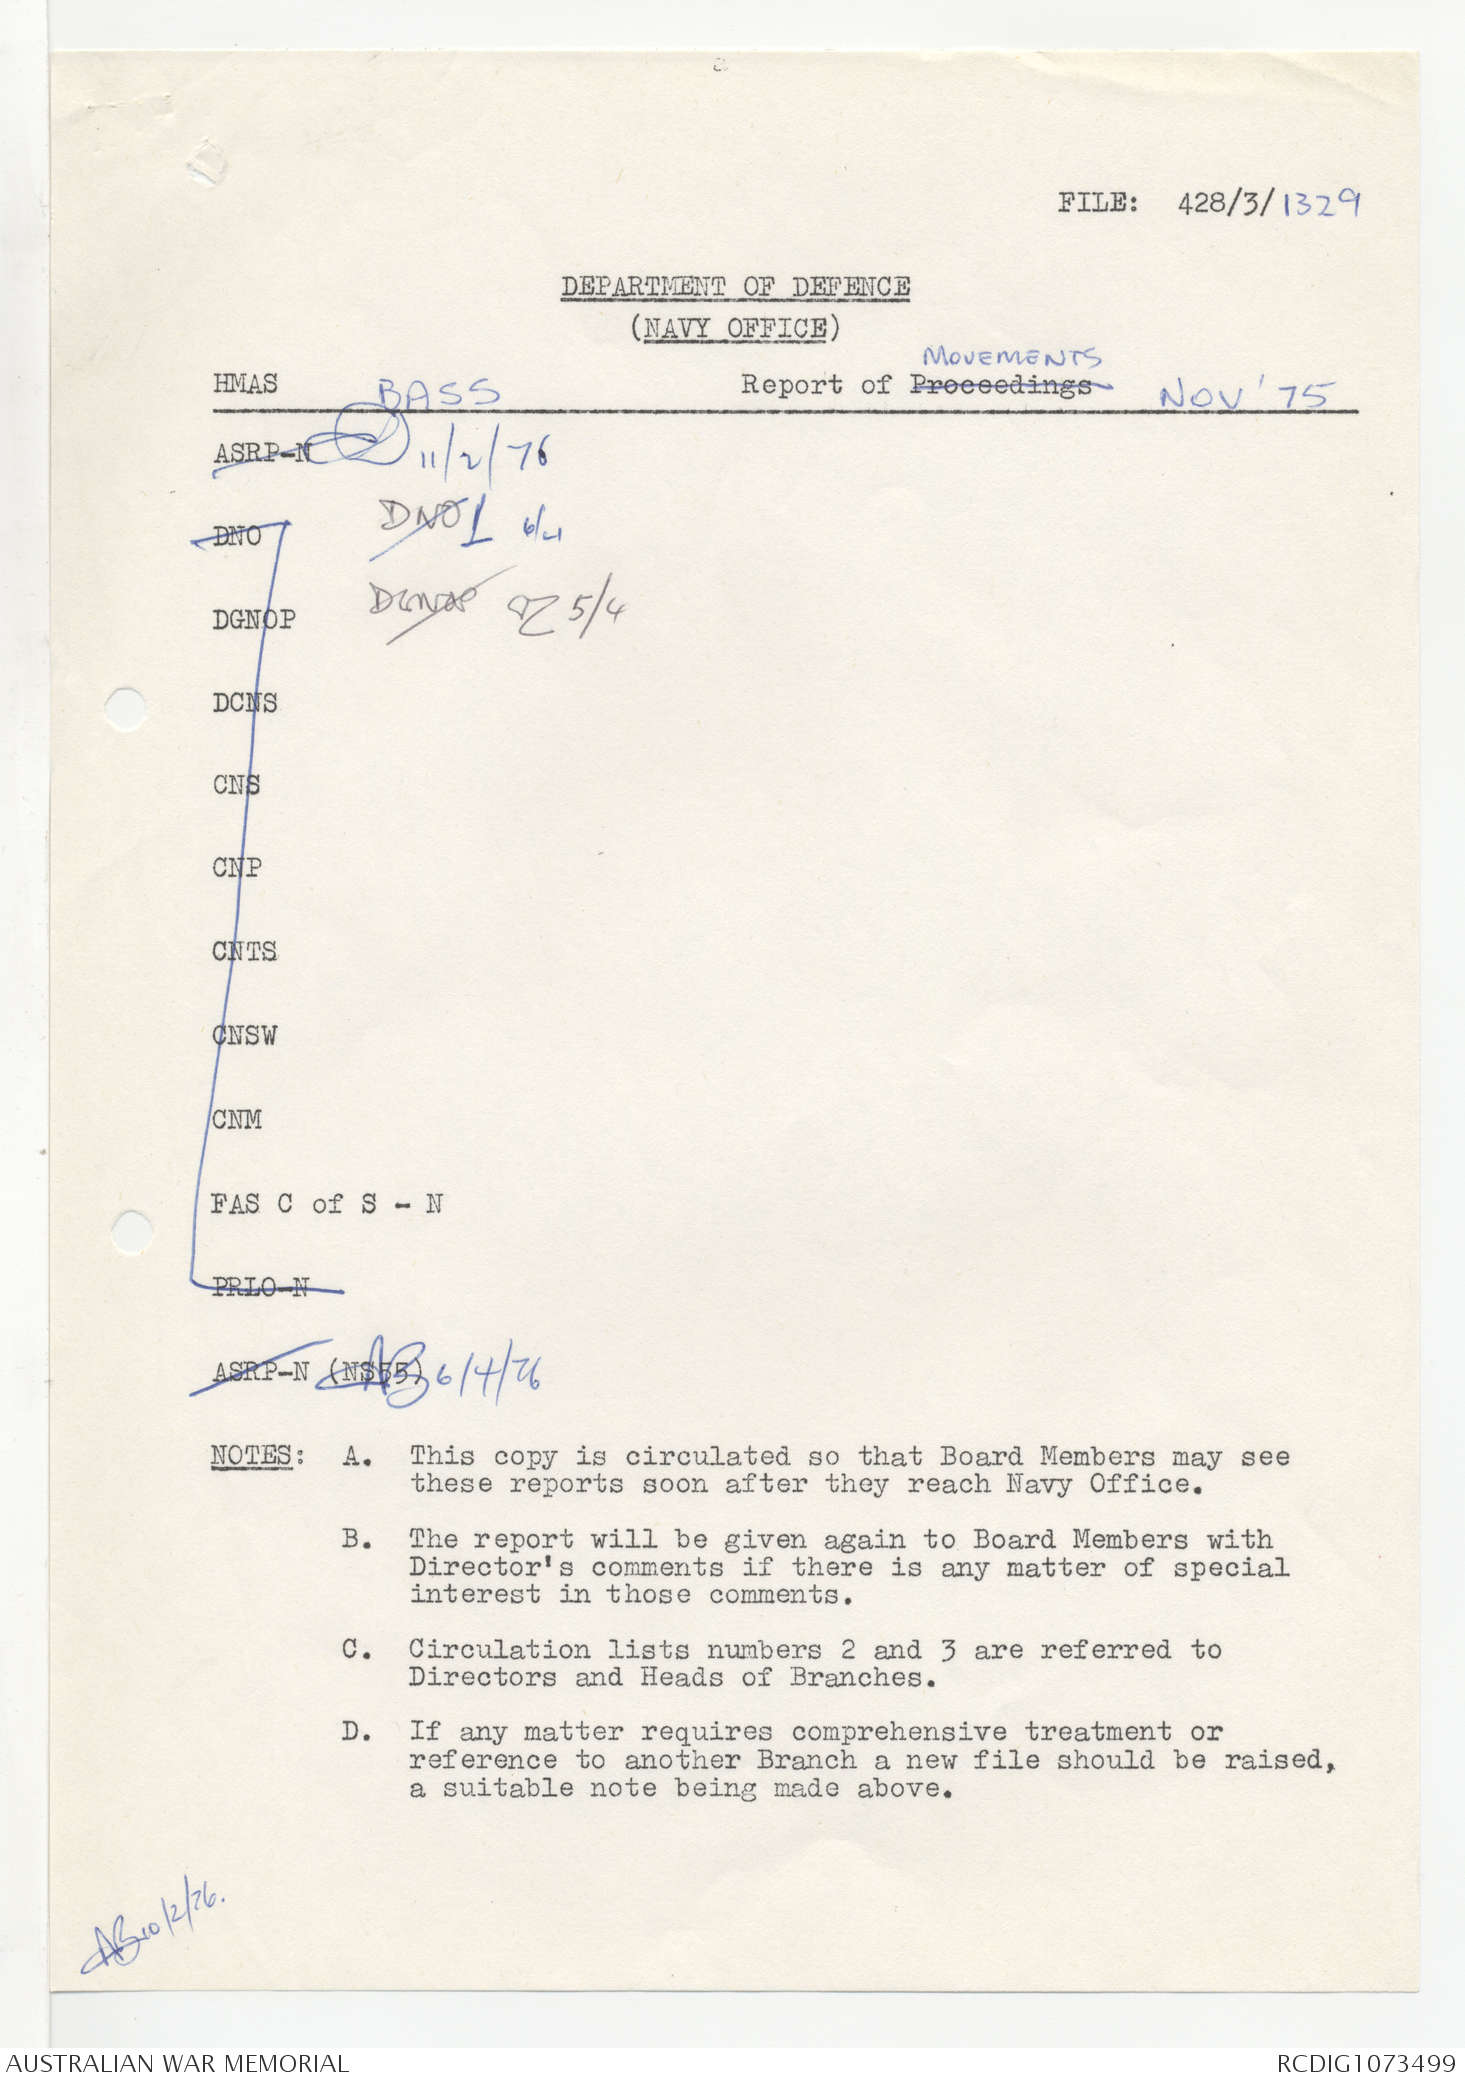 FILE: 428/3/1329
DEPARTMENT OF DEFENCE
(NAVY OFFICE)
MOVEMENTS
HMAS BASS Report of Proceedings NOV '75
ASRP-N 11/2/76
DNO DNO 6/4
DGNOP DGNOP 5/4
DCNS
CNS
CNP
CNTS
CNSW
CNM
FAS C of S - N
PRLO-N
ASRP-N (NS55) AB 6/4/76
NOTES: A. This copy is circulated so that Board Members may see
these reports soon after they reach Navy Office.
B. The report will be given again to Board Members with
Director's comments if there is any matter of special
interest in those comments.
C. Circulation lists numbers 2 and 3 are referred to
Directors and Heads of Branches.
D. If any matter requires comprehensive treatment or
reference to another Branch a new file should be raised,
a suitable note being made above.
AB 10/2/76.
AUSTRALIAN WAR MEMORIAL RCDIG1073499